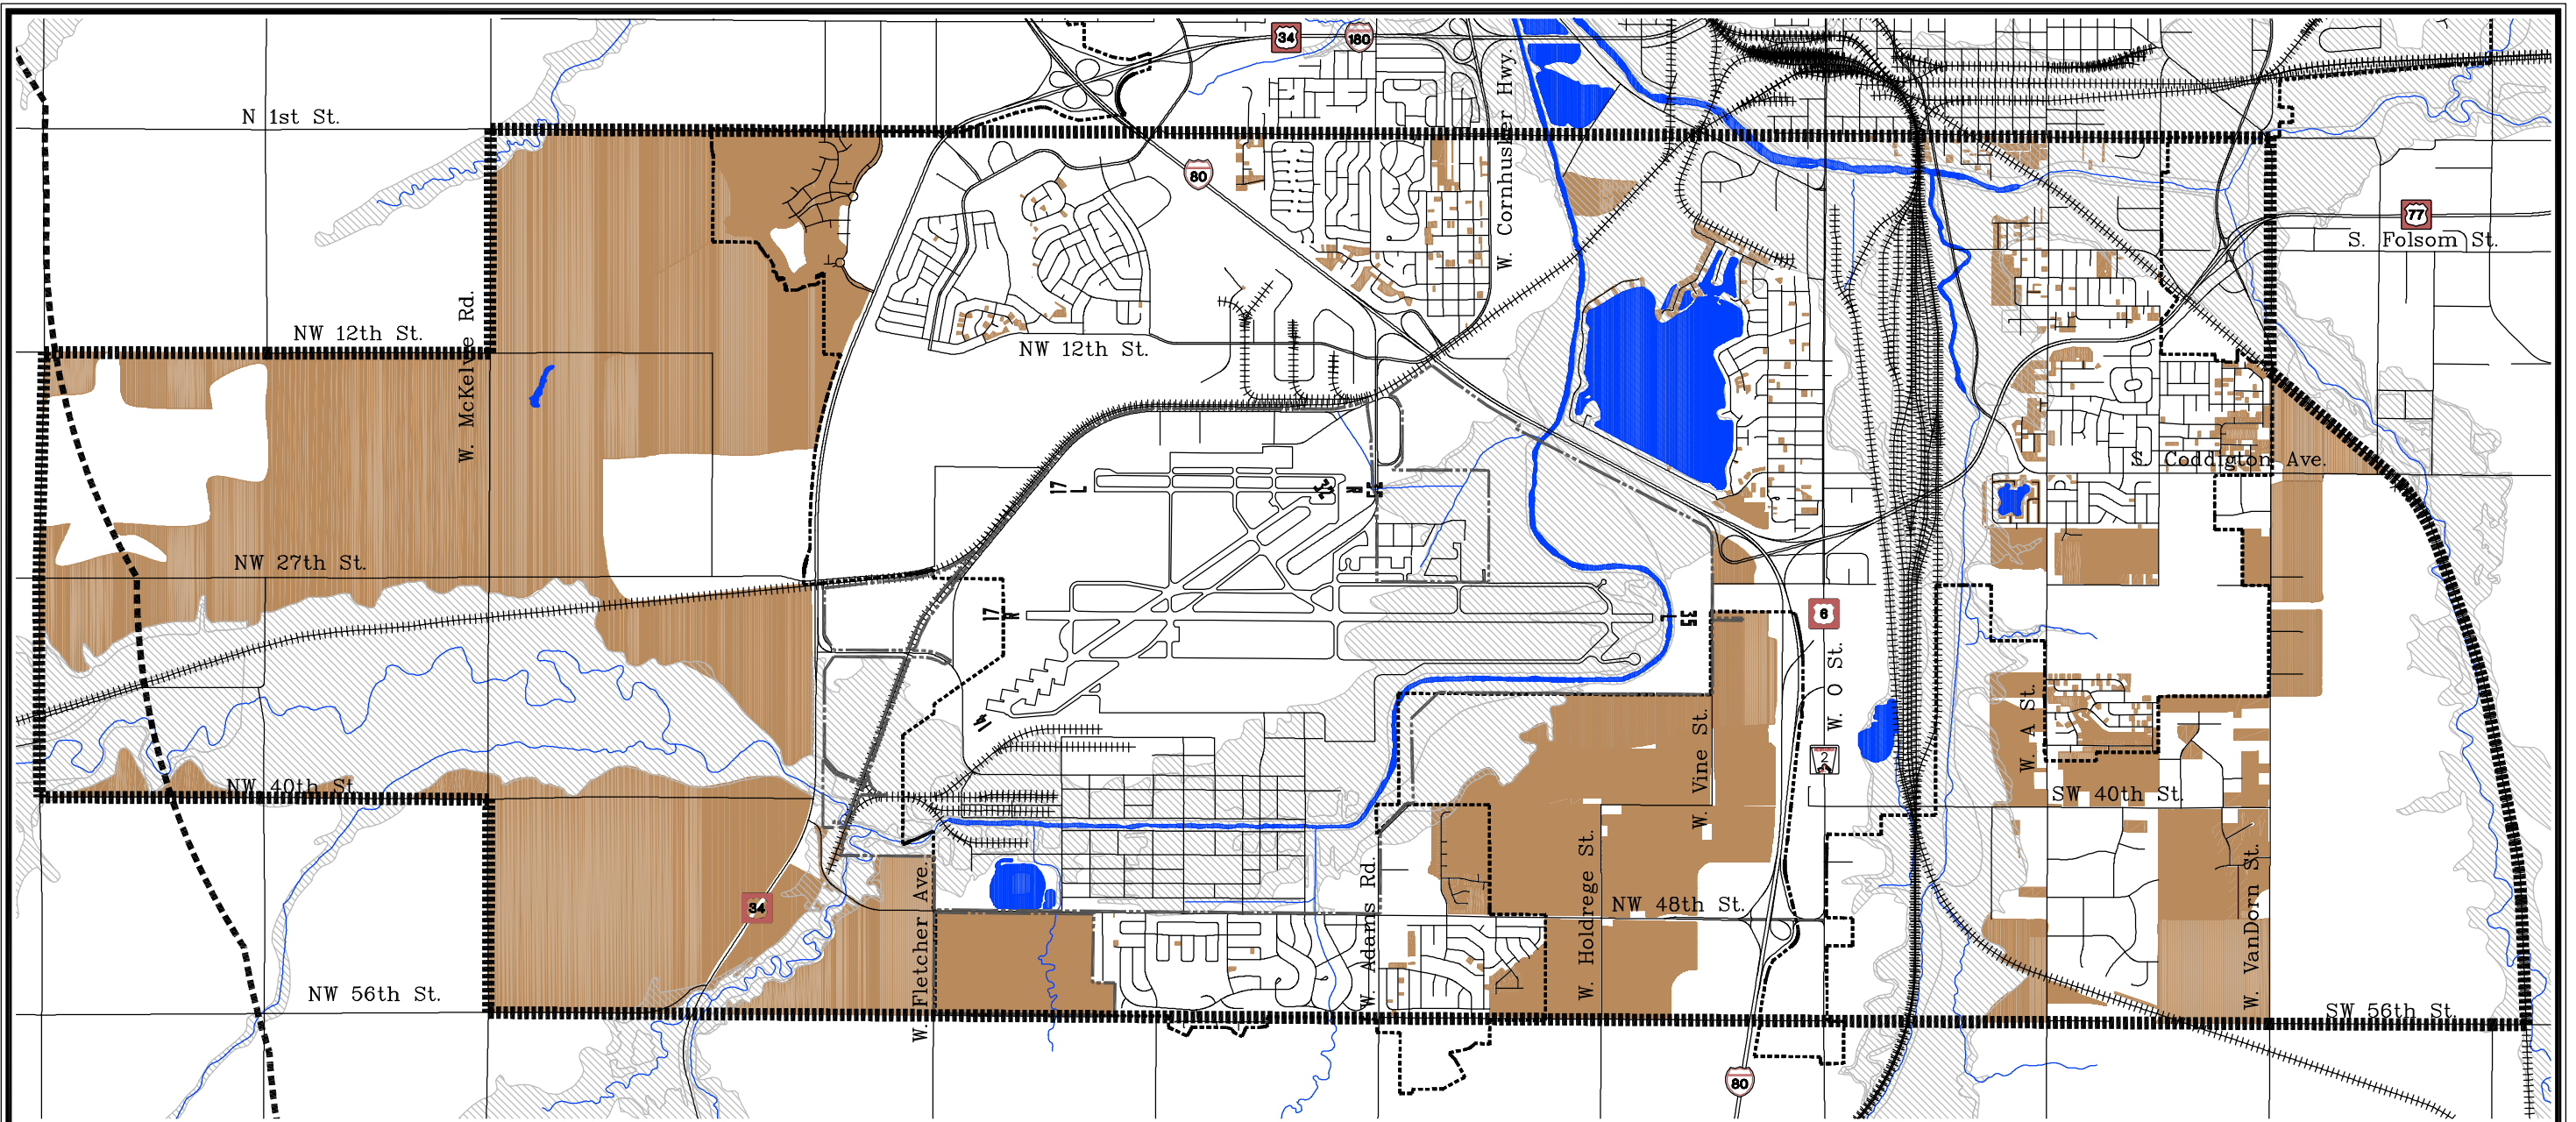 34
180
N 1st St.
W. Cornhusker Hwy.
80
77
S. Folsom St.
NW 12th St.
W. McKelvie Rd.
NW 12th St.
S. Coddington Ave.
17
L
R
NW 27th St.
17
R
35
L
6
W. O St.
W. A St.
W. Vine St.
14
2
NW 40th St.
SW 40th St.
W. Fletcher Ave.
W. Adams Rd.
W. Holdrege St.
W. VanDorn St.
34
NW 48th St.
NW 56th St.
SW 56th St.
80